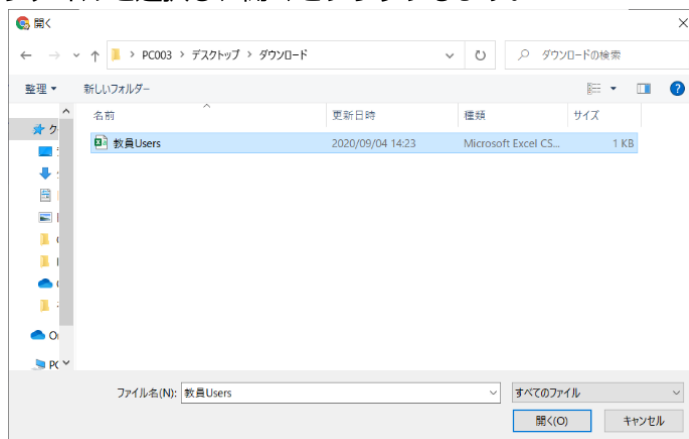 開く
PC003 › デスクトップ › ダウンロード
ダウンロードの検索
整理 新しいフォルダー
名前 更新日時 種類 サイズ
教員Users 2020/09/04 14:23 Microsoft Excel CS... 1 KB
ファイル名(N): 教員Users すべてのファイル
開く(O) キャンセル